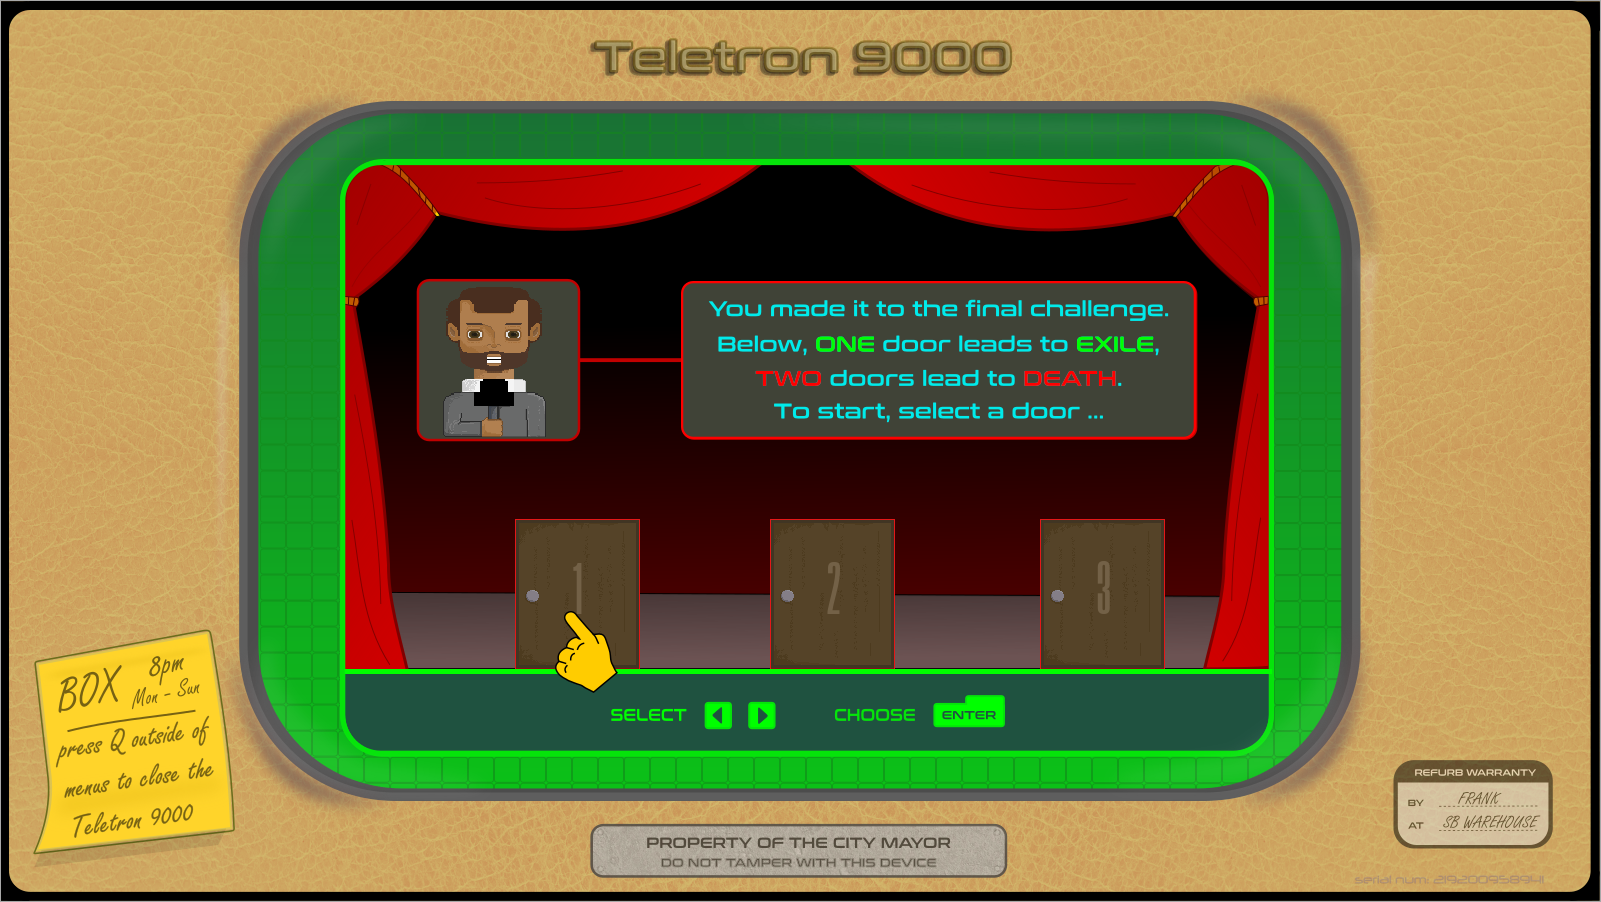 Teletron 9000
You made it to the final challenge.
Below, ONE door leads to EXILE,
TWO doors lead to DEATH.
To start, select a door ...
1
2
3
SELECT
CHOOSE
ENTER
BOX 8pm
Mon - Sun
press Q outside of
menus to close the
Teletron 9000
PROPERTY OF THE CITY MAYOR
DO NOT TAMPER WITH THIS DEVICE
REFURB WARRANTY
BY FRANK
AT SB WAREHOUSE
serial num: